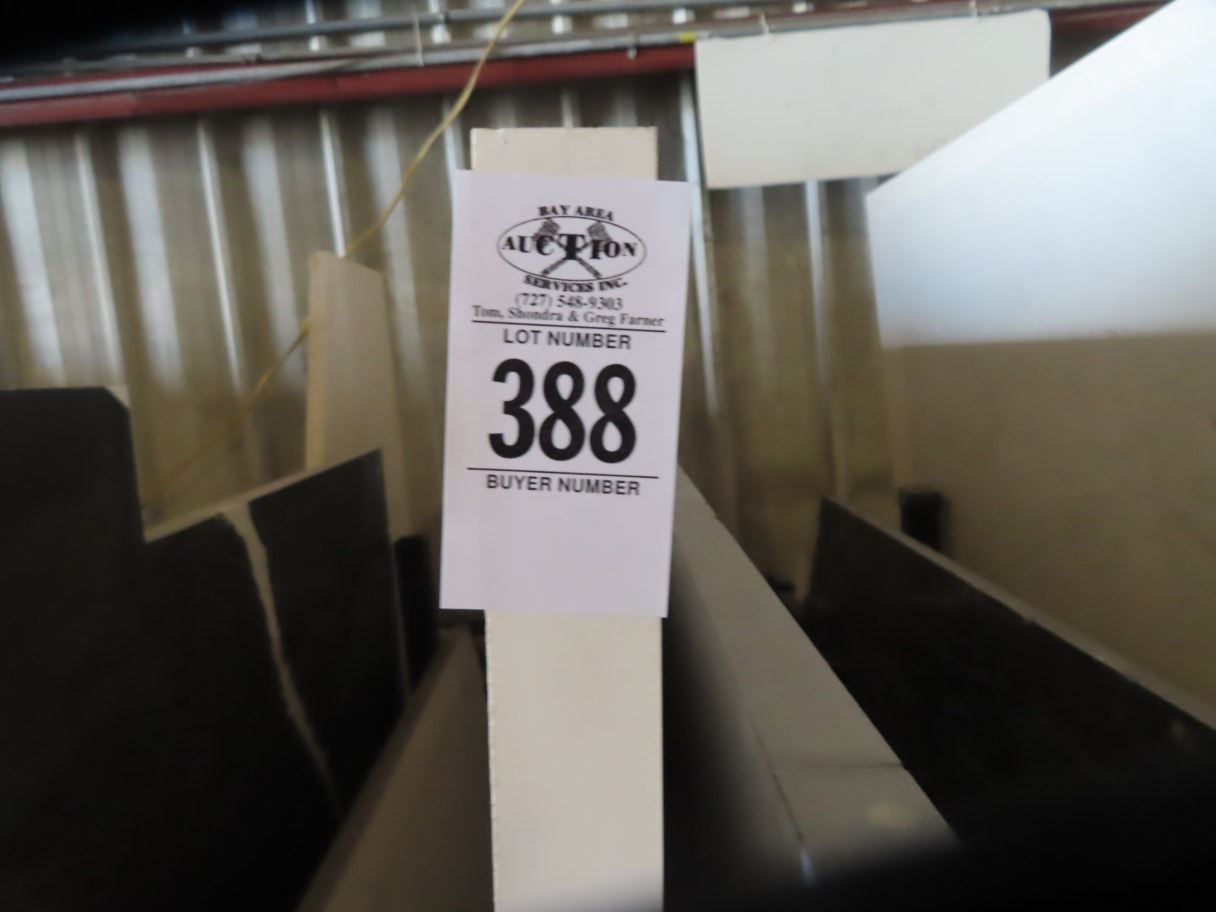 BAY AREA
AUCTION
SERVICES INC.
(727) 548-9303
Tom, Shondra & Greg Farner
LOT NUMBER
388
BUYER NUMBER